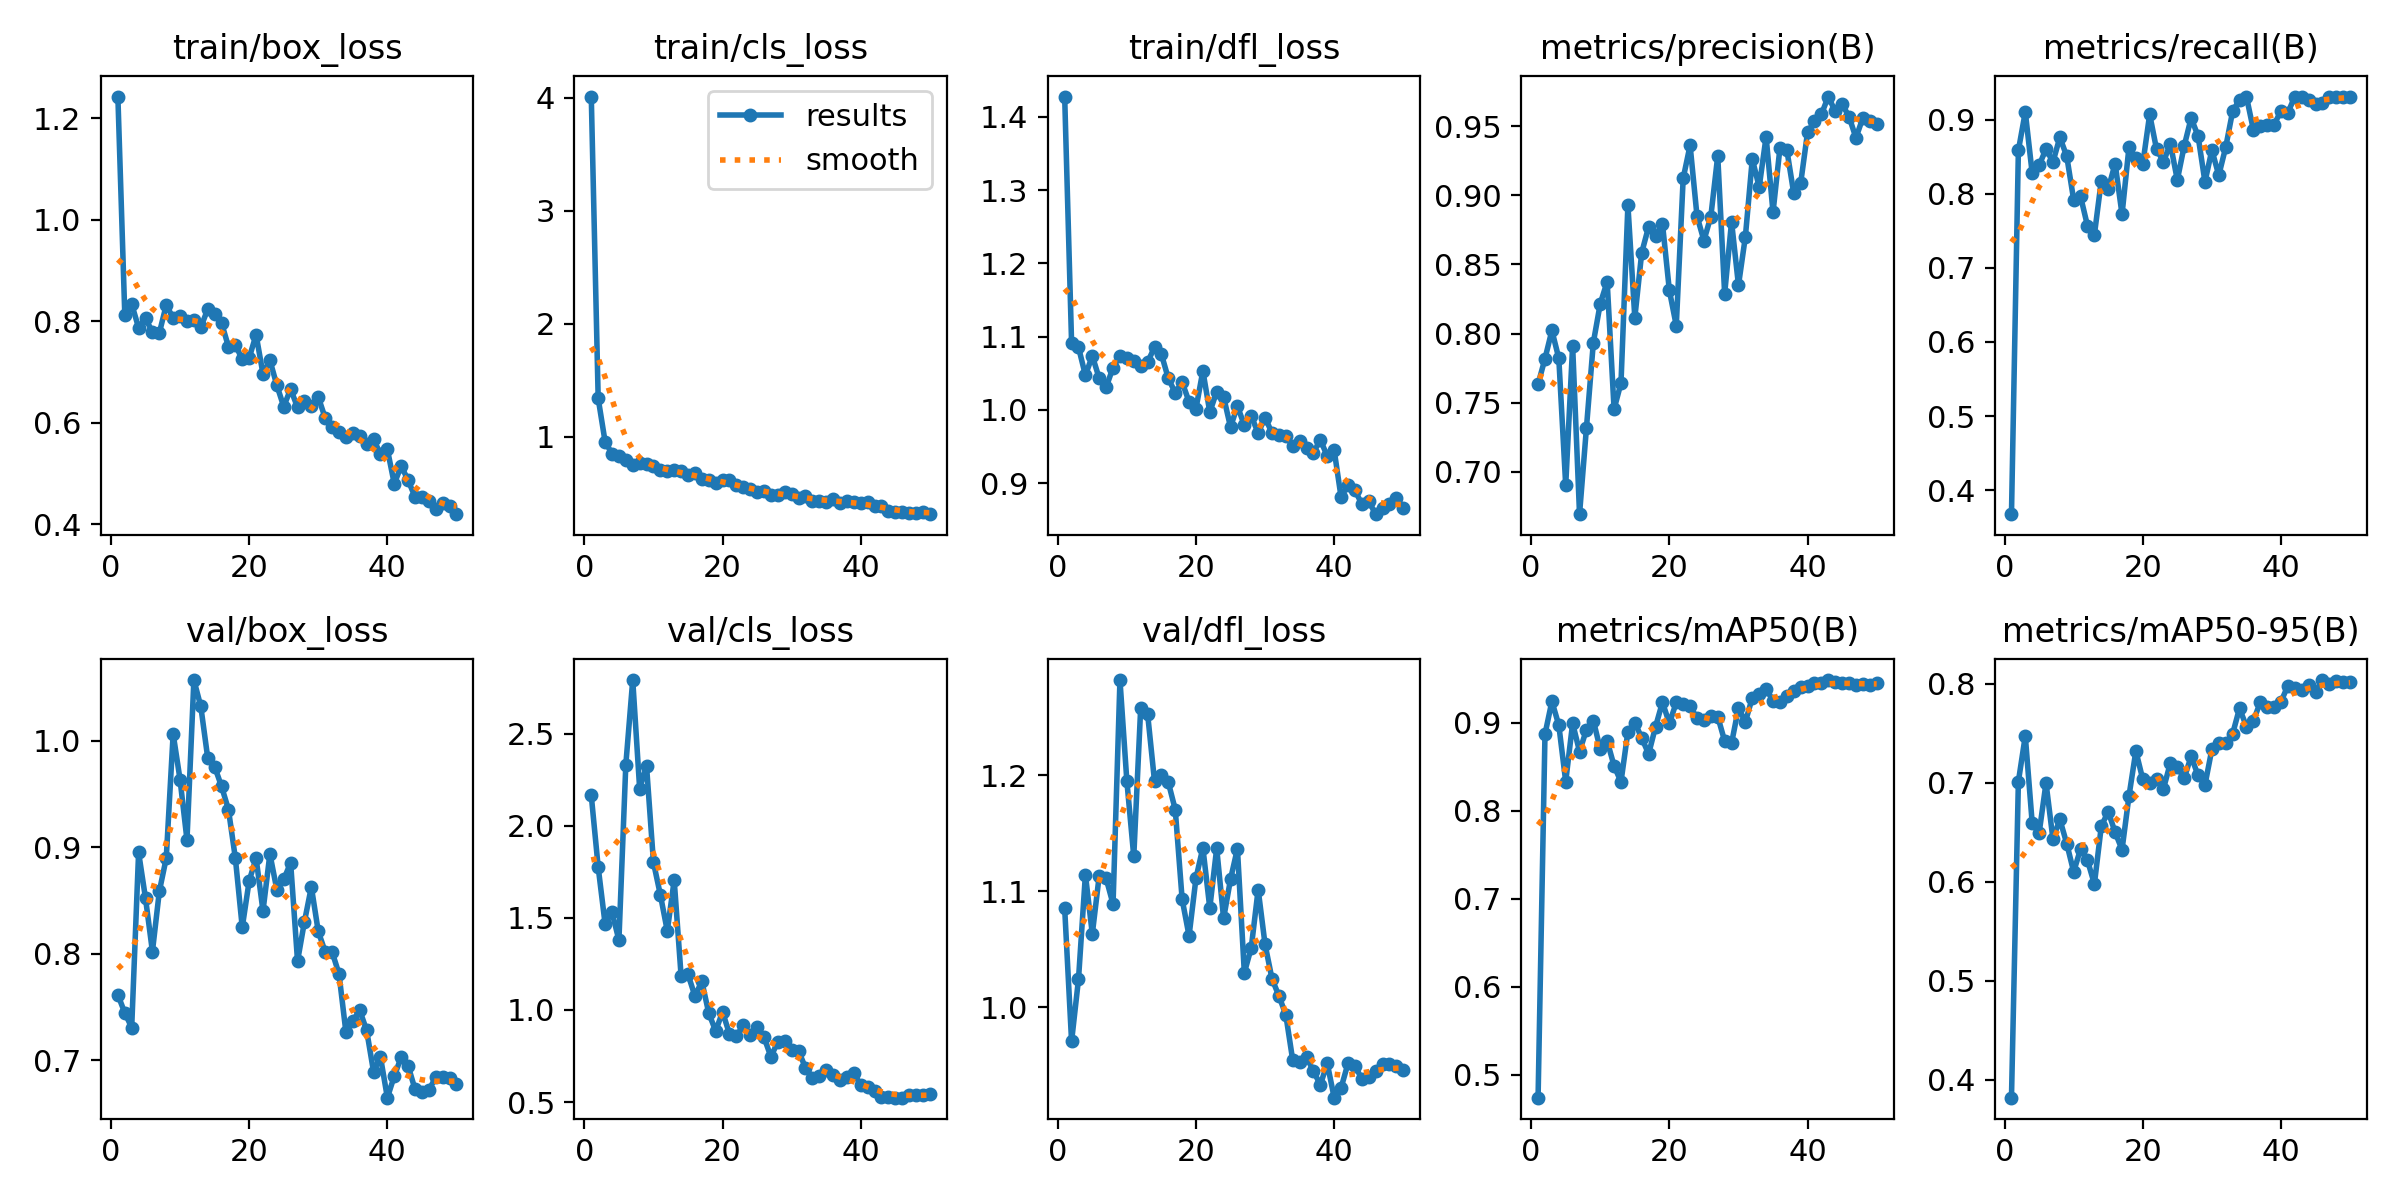 train/box_loss
1.2
1.0
0.8
0.6
0.4
0 20 40
train/cls_loss
results
smooth
4
3
2
1
0 20 40
train/dfl_loss
1.4
1.3
1.2
1.1
1.0
0.9
0 20 40
metrics/precision(B)
0.95
0.90
0.85
0.80
0.75
0.70
0 20 40
metrics/recall(B)
0.9
0.8
0.7
0.6
0.5
0.4
0 20 40
val/box_loss
1.0
0.9
0.8
0.7
0 20 40
val/cls_loss
2.5
2.0
1.5
1.0
0.5
0 20 40
val/dfl_loss
1.2
1.1
1.0
0 20 40
metrics/mAP50(B)
0.9
0.8
0.7
0.6
0.5
0 20 40
metrics/mAP50-95(B)
0.8
0.7
0.6
0.5
0.4
0 20 40